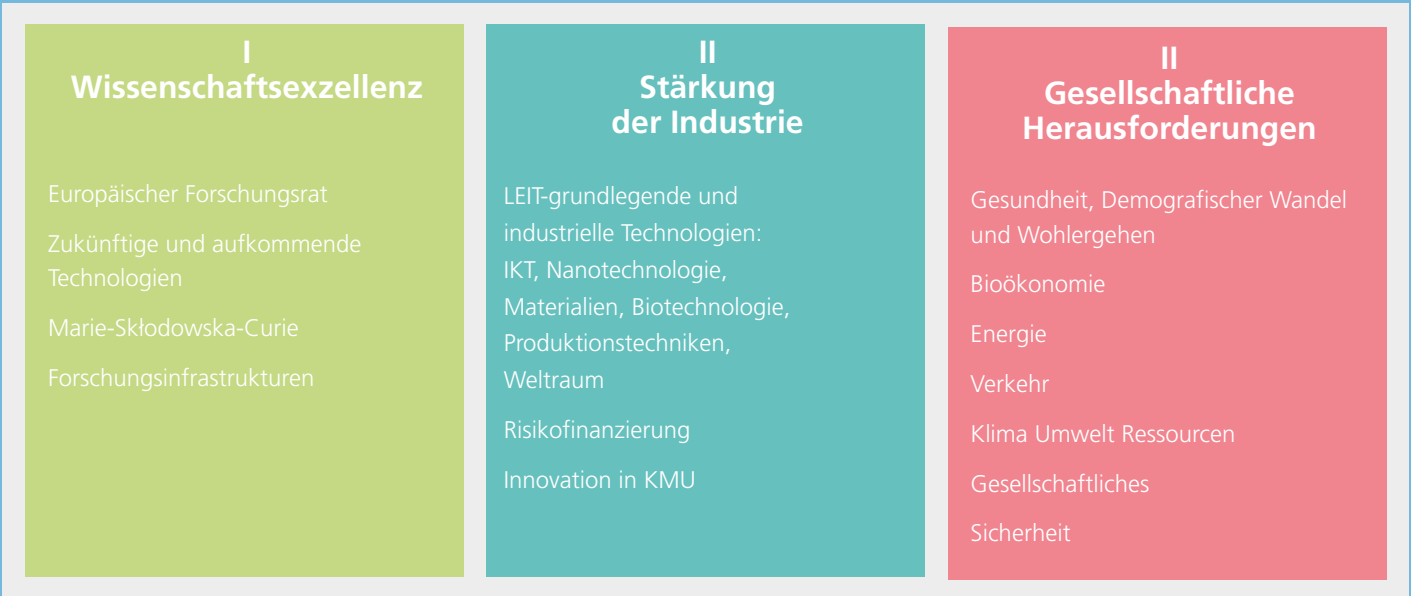 I
Wissenschaftsexzellenz
Europäischer Forschungsrat
Zukünftige und aufkommende
Technologien
Marie-Skłodowska-Curie
Forschungsinfrastrukturen
II
Stärkung
der Industrie
LEIT-grundlegende und
industrielle Technologien:
IKT, Nanotechnologie,
Materialien, Biotechnologie,
Produktionstechniken,
Weltraum
Risikofinanzierung
Innovation in KMU
II
Gesellschaftliche
Herausforderungen
Gesundheit, Demografischer Wandel
und Wohlergehen
Bioökonomie
Energie
Verkehr
Klima Umwelt Ressourcen
Gesellschaftliches
Sicherheit